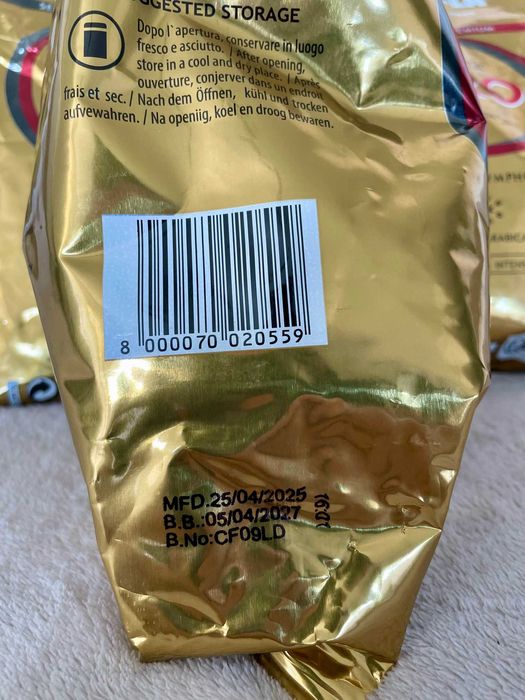 GGESTED STORAGE
Dopo l`apertura, conservare in luogo
fresco e asciutto. / After opening,
store in a cool and dry place. / Après
ouverture, conjerver dans un endroit
frais et sec. / Nach dem Öffnen, kühl und trocken
aufvewahren. / Na openiig, koel en droog bewaren.
8 000070 020559
MFD.25/04/2025
B.B.:05/04/2027
B.No:CF09LD